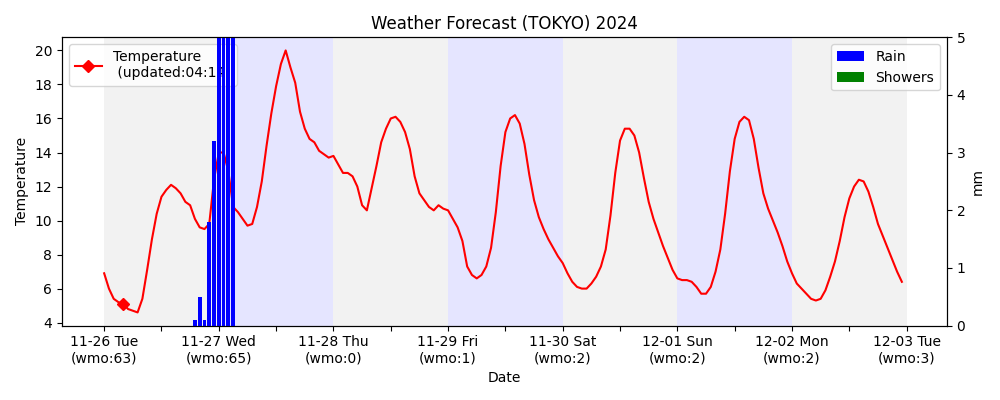 Weather Forecast (TOKYO) 2024
Temperature
(updated:04:1
Rain
Showers
20
18
16
14
12
10
8
6
4
Temperature
5
4
3
2
1
0
mm
11-26 Tue
(wmo:63)
11-27 Wed
(wmo:65)
11-28 Thu
(wmo:0)
11-29 Fri
(wmo:1)
11-30 Sat
(wmo:2)
12-01 Sun
(wmo:2)
12-02 Mon
(wmo:2)
12-03 Tue
(wmo:3)
Date